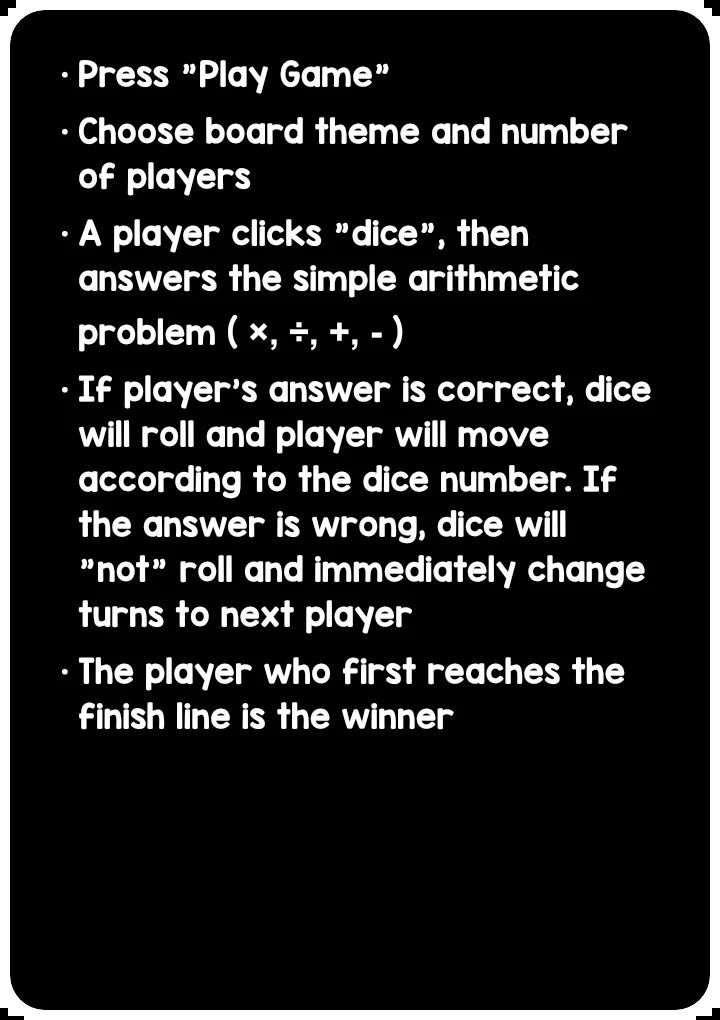 · Press ”Play Game”
· Choose board theme and number
of players
· A player clicks ”dice”, then
answers the simple arithmetic
problem ( ×, ÷, +, - )
· If player’s answer is correct, dice
will roll and player will move
according to the dice number. If
the answer is wrong, dice will
”not” roll and immediately change
turns to next player
· The player who first reaches the
finish line is the winner